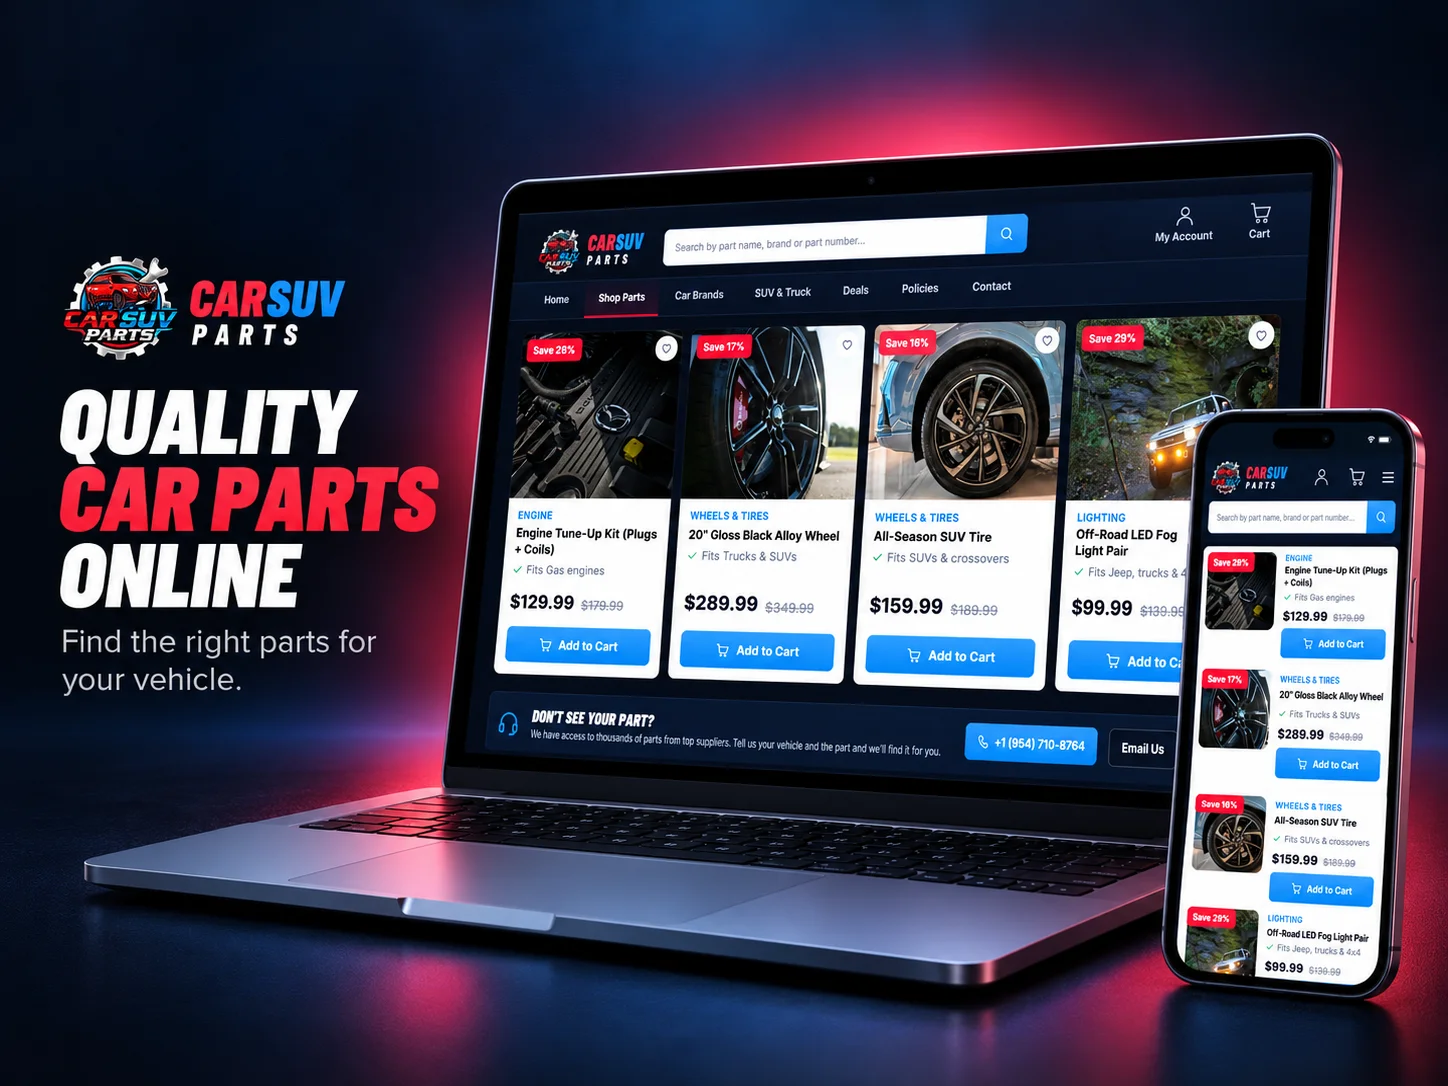 CARSUV
PARTS
CARSUV
PARTS
QUALITY
CAR PARTS
ONLINE
Find the right parts for
your vehicle.
CARSUV
PARTS
CARSUV
PARTS
Search by part name, brand or part number...
My Account
Cart
Home
Shop Parts
Car Brands
SUV & Truck
Deals
Policies
Contact
Save 28%
ENGINE
Engine Tune-Up Kit (Plugs
+ Coils)
Fits Gas engines
$129.99 $179.99
Add to Cart
Save 17%
WHEELS & TIRES
20" Gloss Black Alloy Wheel
Fits Trucks & SUVs
$289.99 $349.99
Add to Cart
Save 16%
WHEELS & TIRES
All-Season SUV Tire
Fits SUVs & crossovers
$159.99 $189.99
Add to Cart
Save 29%
LIGHTING
Off-Road LED Fog
Light Pair
Fits Jeep, trucks & 4
$99.99 $139.99
Add to C
DON'T SEE YOUR PART?
We have access to thousands of parts from top suppliers. Tell us your vehicle and the part and we'll find it for you.
+1 (954) 710-8764
Email Us
CARSUV
PARTS
Search by part name, brand or part number...
Save 29%
ENGINE
Engine Tune-Up Kit (Plugs
+ Coils)
Fits Gas engines
$129.99 $179.99
Add to Cart
Save 17%
WHEELS & TIRES
20" Gloss Black Alloy Wheel
Fits Trucks & SUVs
$289.99 $349.99
Add to Cart
Save 16%
WHEELS & TIRES
All-Season SUV Tire
Fits SUVs & crossovers
$159.99 $189.99
Add to Cart
Save 29%
LIGHTING
Off-Road LED Fog Light Pair
Fits Jeep, trucks & 4x4
$99.99 $139.99